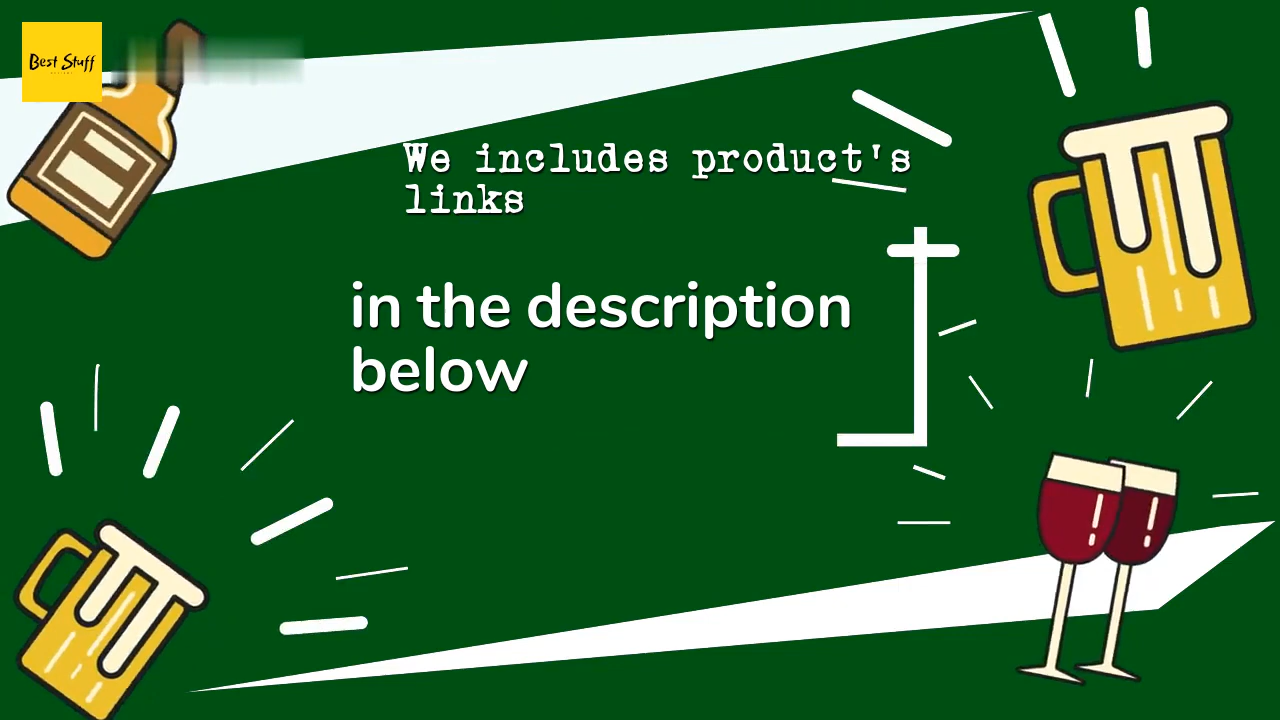 Best Stuff
We includes product's
links
in the description
below